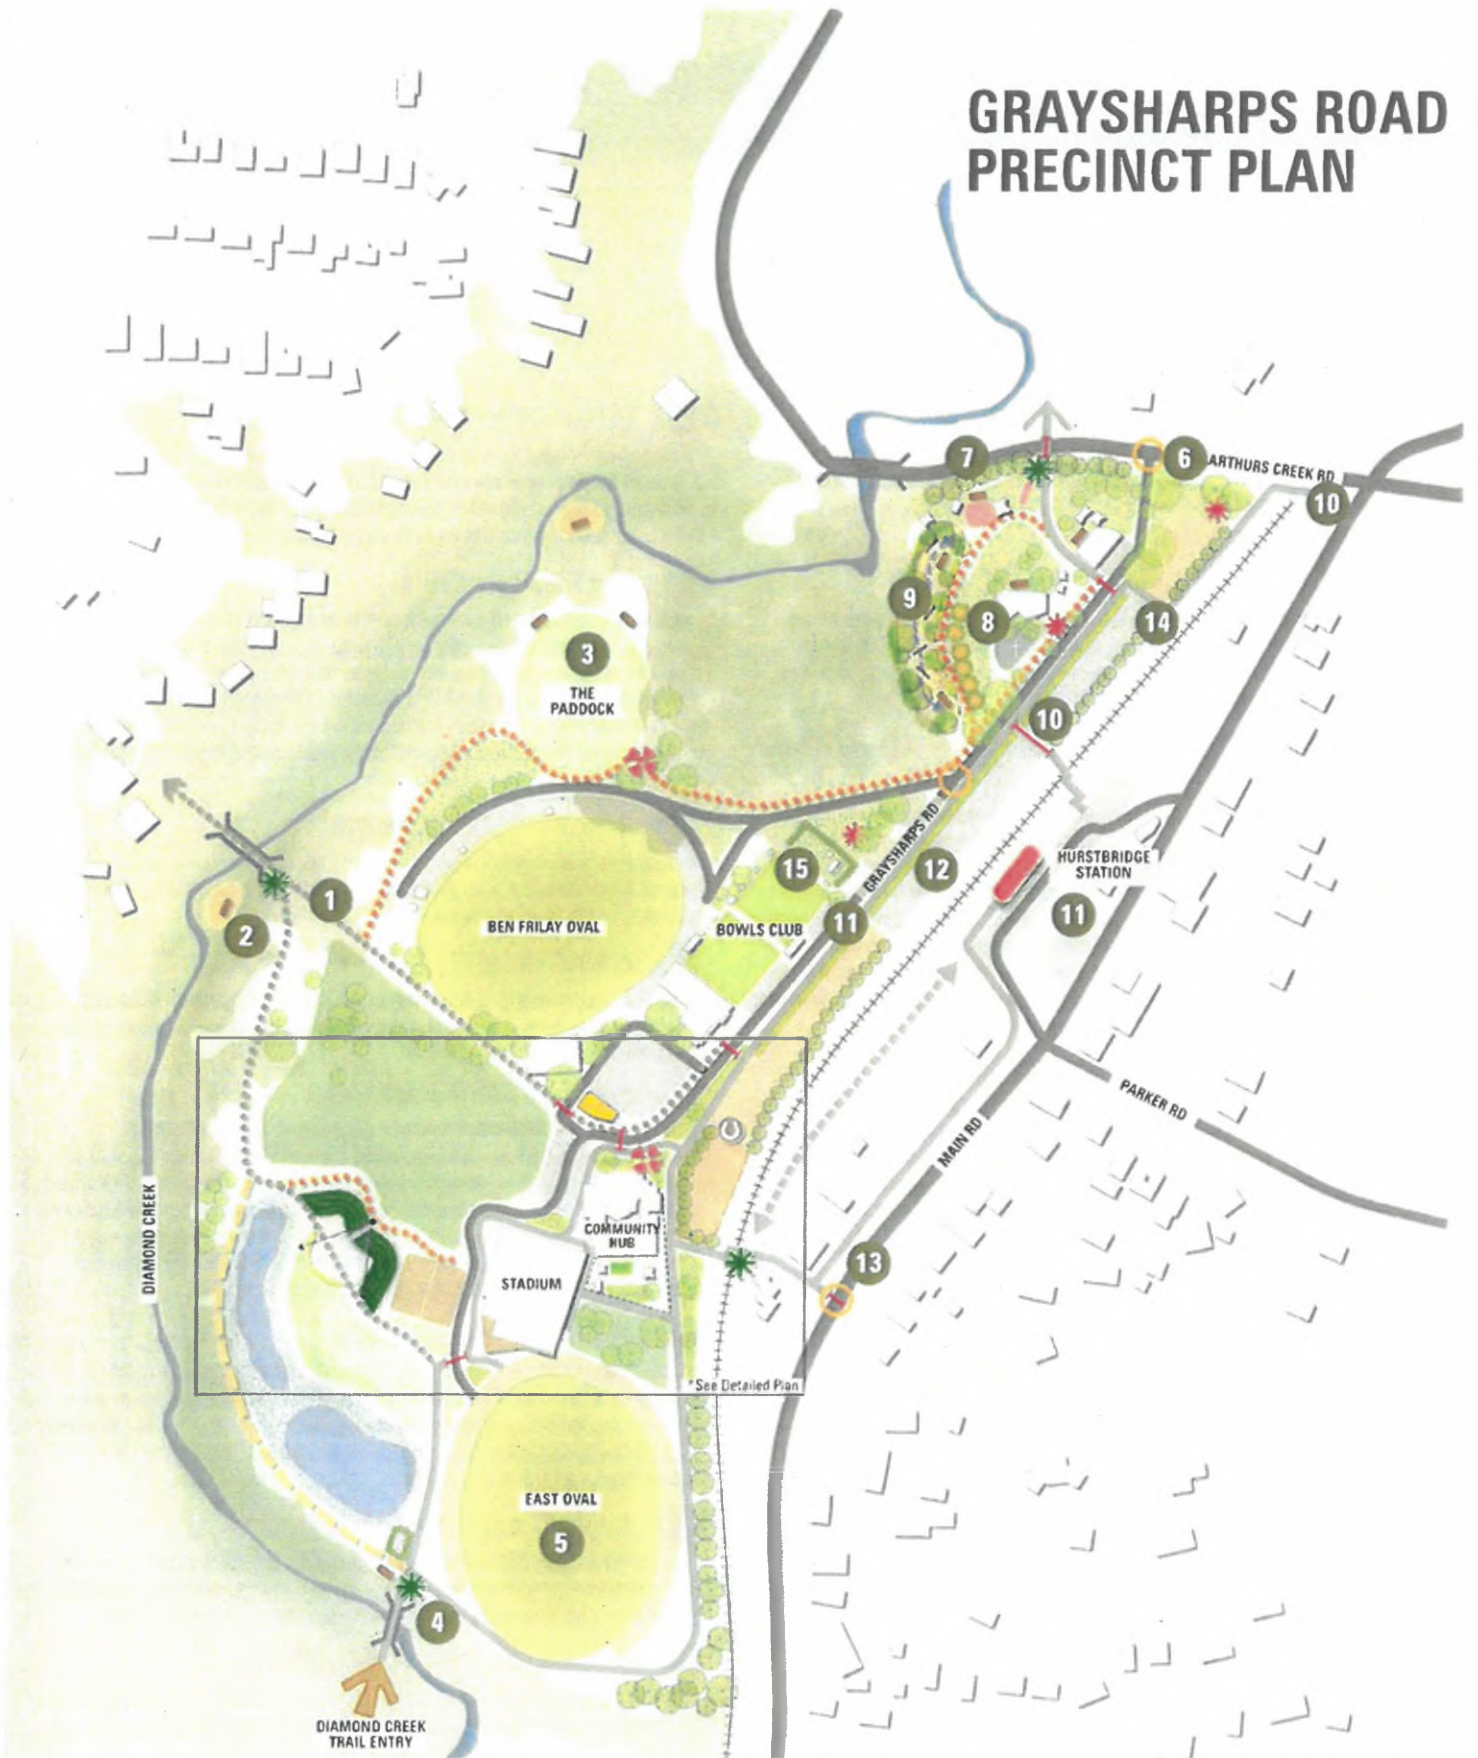 GRAYSHARPS ROAD
PRECINCT PLAN
7
6
ARTHURS CREEK RD
10
9
8
14
3
THE
PADDOCK
10
GRAYSHARPS RD
12
HURSTBRIDGE
STATION
15
1
11
11
2
BEN FRILAY OVAL
BOWLS CLUB
PARKER RD
MAIN RD
DIAMOND CREEK
COMMUNITY
HUB
13
STADIUM
*See Detailed Plan
EAST OVAL
5
4
DIAMOND CREEK
TRAIL ENTRY